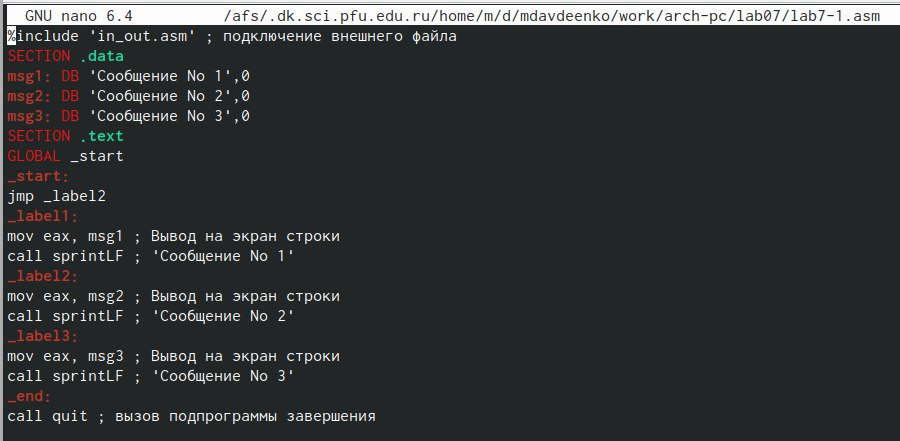 GNU nano 6.4 /afs/.dk.sci.pfu.edu.ru/home/m/d/mdavdeenko/work/arch-pc/lab07/lab7-1.asm
%include 'in_out.asm' ; подключение внешнего файла
SECTION .data
msg1: DB 'Сообщение No 1',0
msg2: DB 'Сообщение No 2',0
msg3: DB 'Сообщение No 3',0
SECTION .text
GLOBAL _start
_start:
jmp _label2
_label1:
mov eax, msg1 ; Вывод на экран строки
call sprintLF ; 'Сообщение No 1'
_label2:
mov eax, msg2 ; Вывод на экран строки
call sprintLF ; 'Сообщение No 2'
_label3:
mov eax, msg3 ; Вывод на экран строки
call sprintLF ; 'Сообщение No 3'
_end:
call quit ; вызов подпрограммы завершения